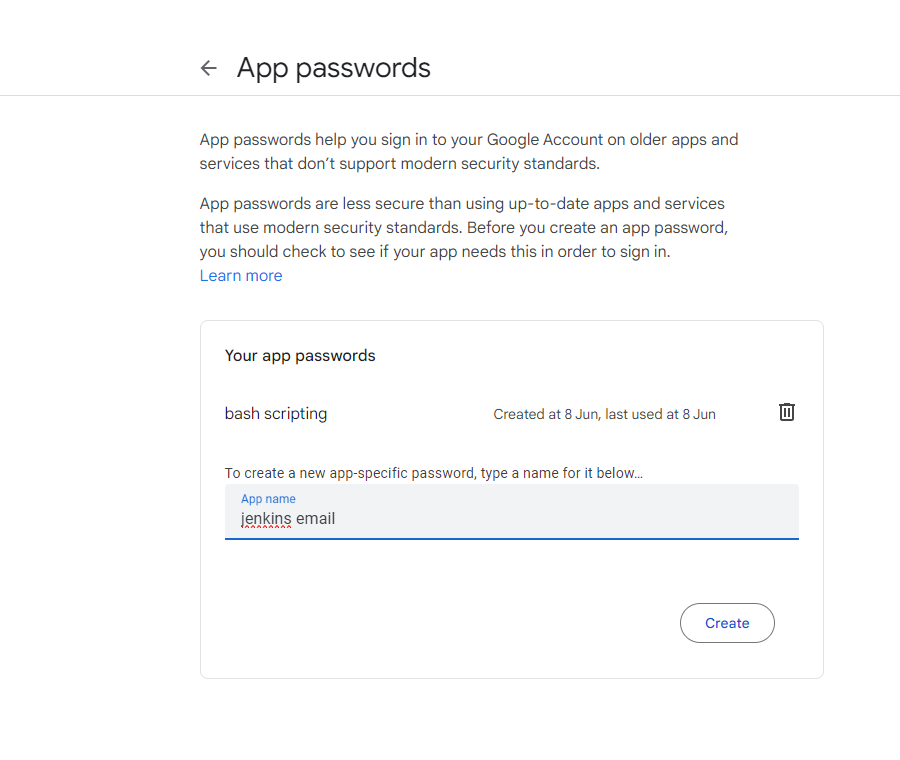 App passwords
App passwords help you sign in to your Google Account on older apps and
services that don’t support modern security standards.
App passwords are less secure than using up-to-date apps and services
that use modern security standards. Before you create an app password,
you should check to see if your app needs this in order to sign in.
Learn more
Your app passwords
bash scripting Created at 8 Jun, last used at 8 Jun
To create a new app-specific password, type a name for it below...
App name
jenkins email
Create